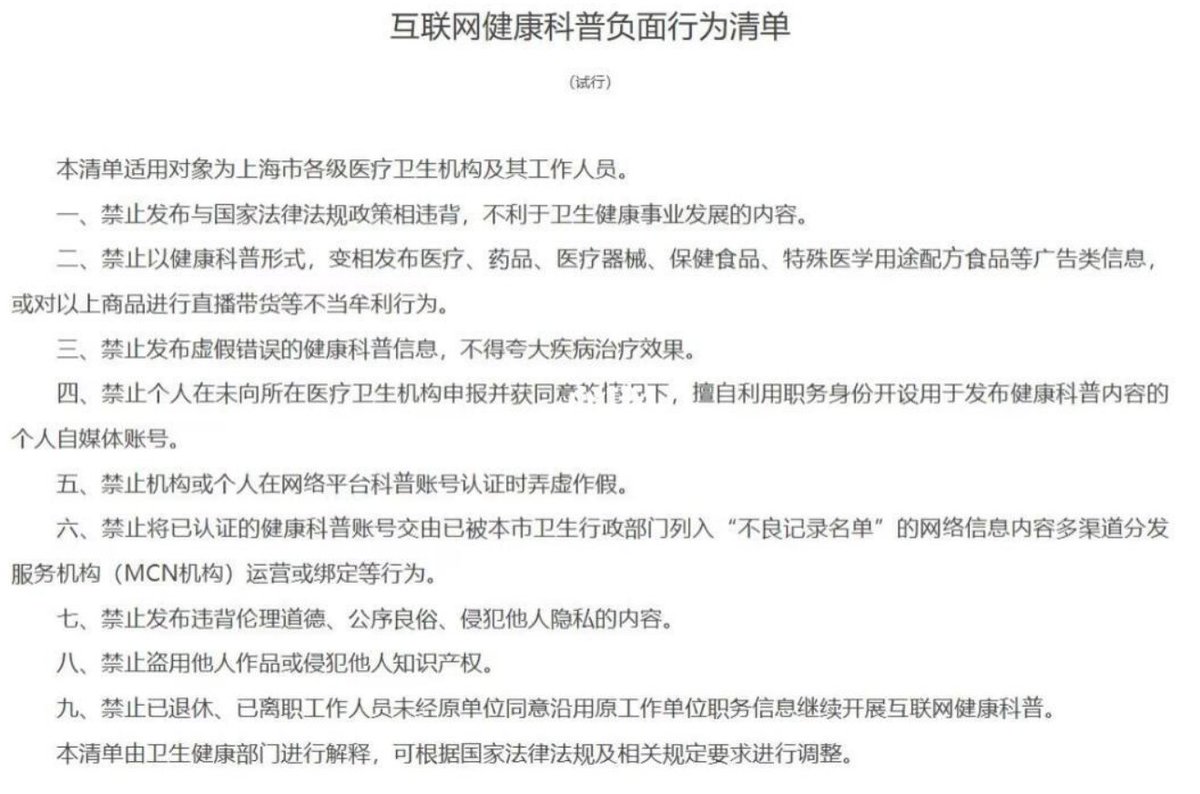 互联网健康科普负面行为清单
（试行）
本清单适用对象为上海市各级医疗卫生机构及其工作人员。
一、禁止发布与国家法律法规政策相违背，不利于卫生健康事业发展的内容。
二、禁止以健康科普形式，变相发布医疗、药品、医疗器械、保健食品、特殊医学用途配方食品等广告类信息，
或对以上商品进行直播带货等不当牟利行为。
三、禁止发布虚假错误的健康科普信息，不得夸大疾病治疗效果。
四、禁止个人在未向所在医疗卫生机构申报并获同意等情况下，擅自利用职务身份开设用于发布健康科普内容的
个人自媒体账号。
五、禁止机构或个人在网络平台科普账号认证时弄虚作假。
六、禁止将已认证的健康科普账号交由已被本市卫生行政部门列入“不良记录名单”的网络信息内容多渠道分发
服务机构（MCN机构）运营或绑定等行为。
七、禁止发布违背伦理道德、公序良俗、侵犯他人隐私的内容。
八、禁止盗用他人作品或侵犯他人知识产权。
九、禁止已退休、已离职工作人员未经原单位同意沿用原工作单位职务信息继续开展互联网健康科普。
本清单由卫生健康部门进行解释，可根据国家法律法规及相关规定要求进行调整。